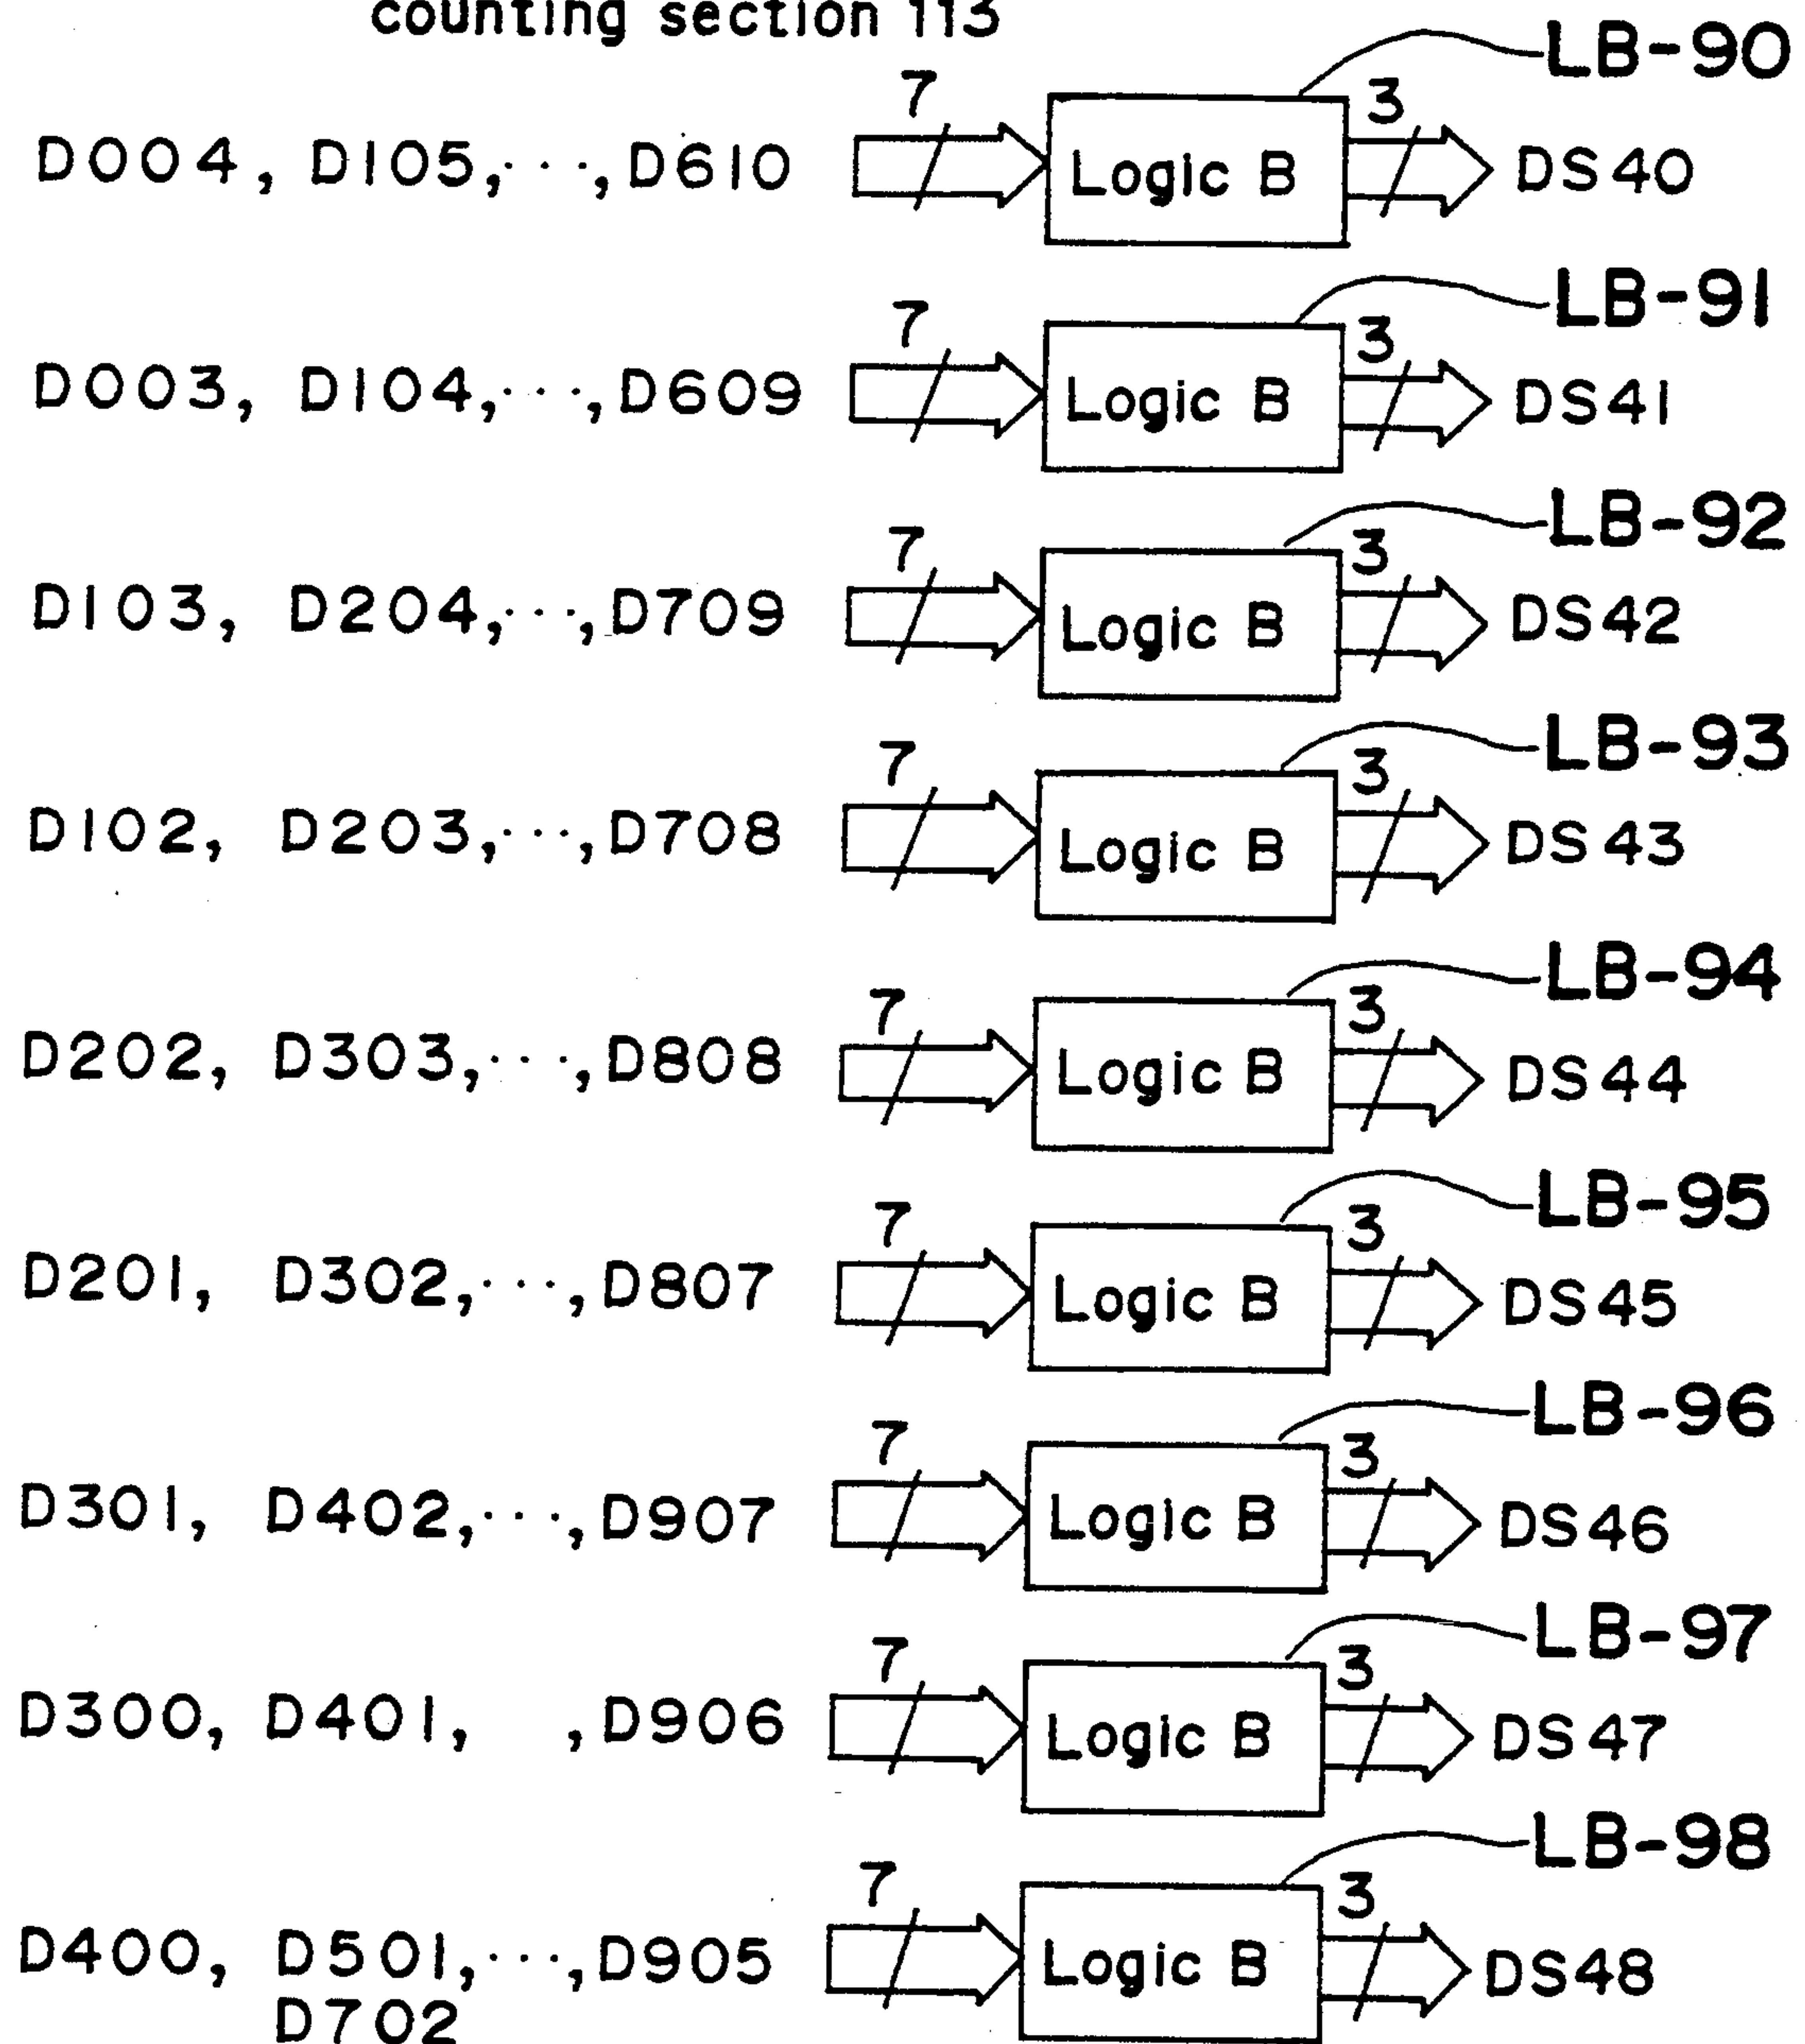 counting section 113
LB-90
D004, D105,···,D610 7 Logic B 3 DS40
LB-91
D003, D104,···,D609 7 Logic B 3 DS41
LB-92
D103, D204,···,D709 7 Logic B 3 DS42
LB-93
D102, D203,···,D708 7 Logic B 3 DS43
LB-94
D202, D303,···,D808 7 Logic B 3 DS44
LB-95
D201, D302,···,D807 7 Logic B 3 DS45
LB-96
D301, D402,···,D907 7 Logic B 3 DS46
LB-97
D300, D401, ,D906 7 Logic B 3 DS47
LB-98
D400, D501,···,D905 7 Logic B 3 DS48
D702